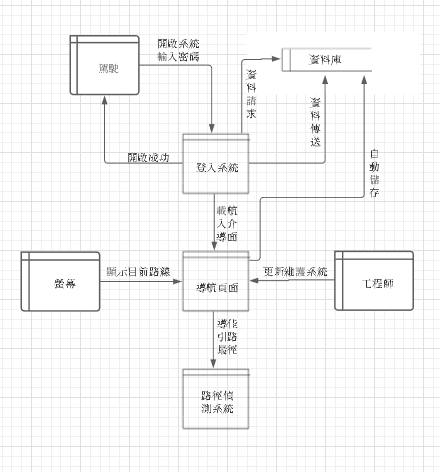 開啟系統
輸入密碼
駕駛
資料庫
資料請求
資料傳送
開啟成功
登入系統
自動儲存
載航
入介
導面
螢幕
顯示目前路線
導航頁面
更新維護系統
工程師
導佳
引路
最徑
路徑偵
測系統